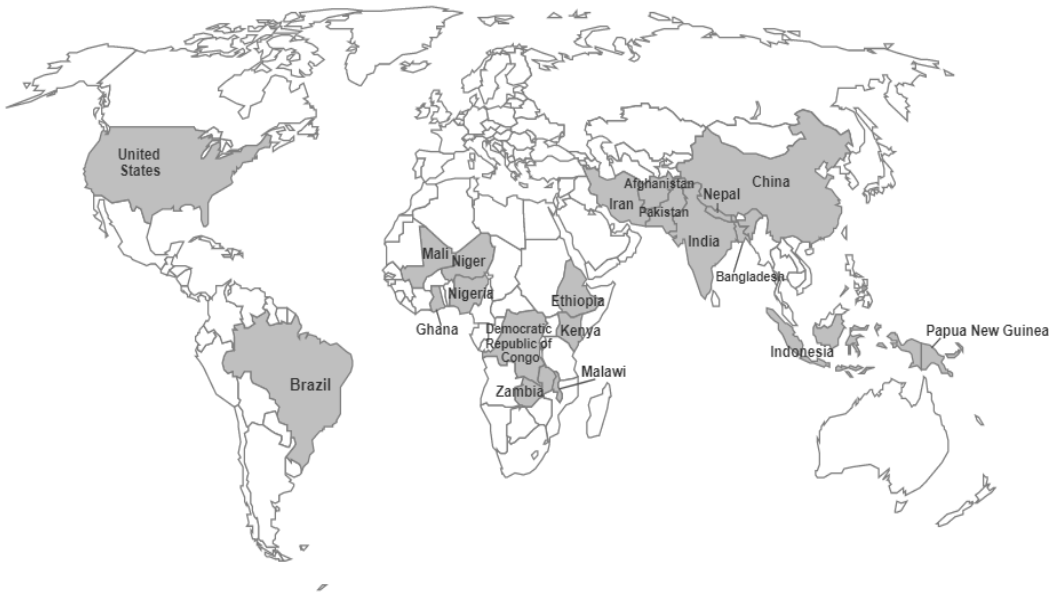 United
States
Afghanistan
Nepal
China
Iran
Pakistan
India
Mali
Niger
Bangladesh
Nigeria
Ethiopia
Ghana
Democratic
Republic of
Congo
Kenya
Papua New Guinea
Indonesia
Malawi
Brazil
Zambia